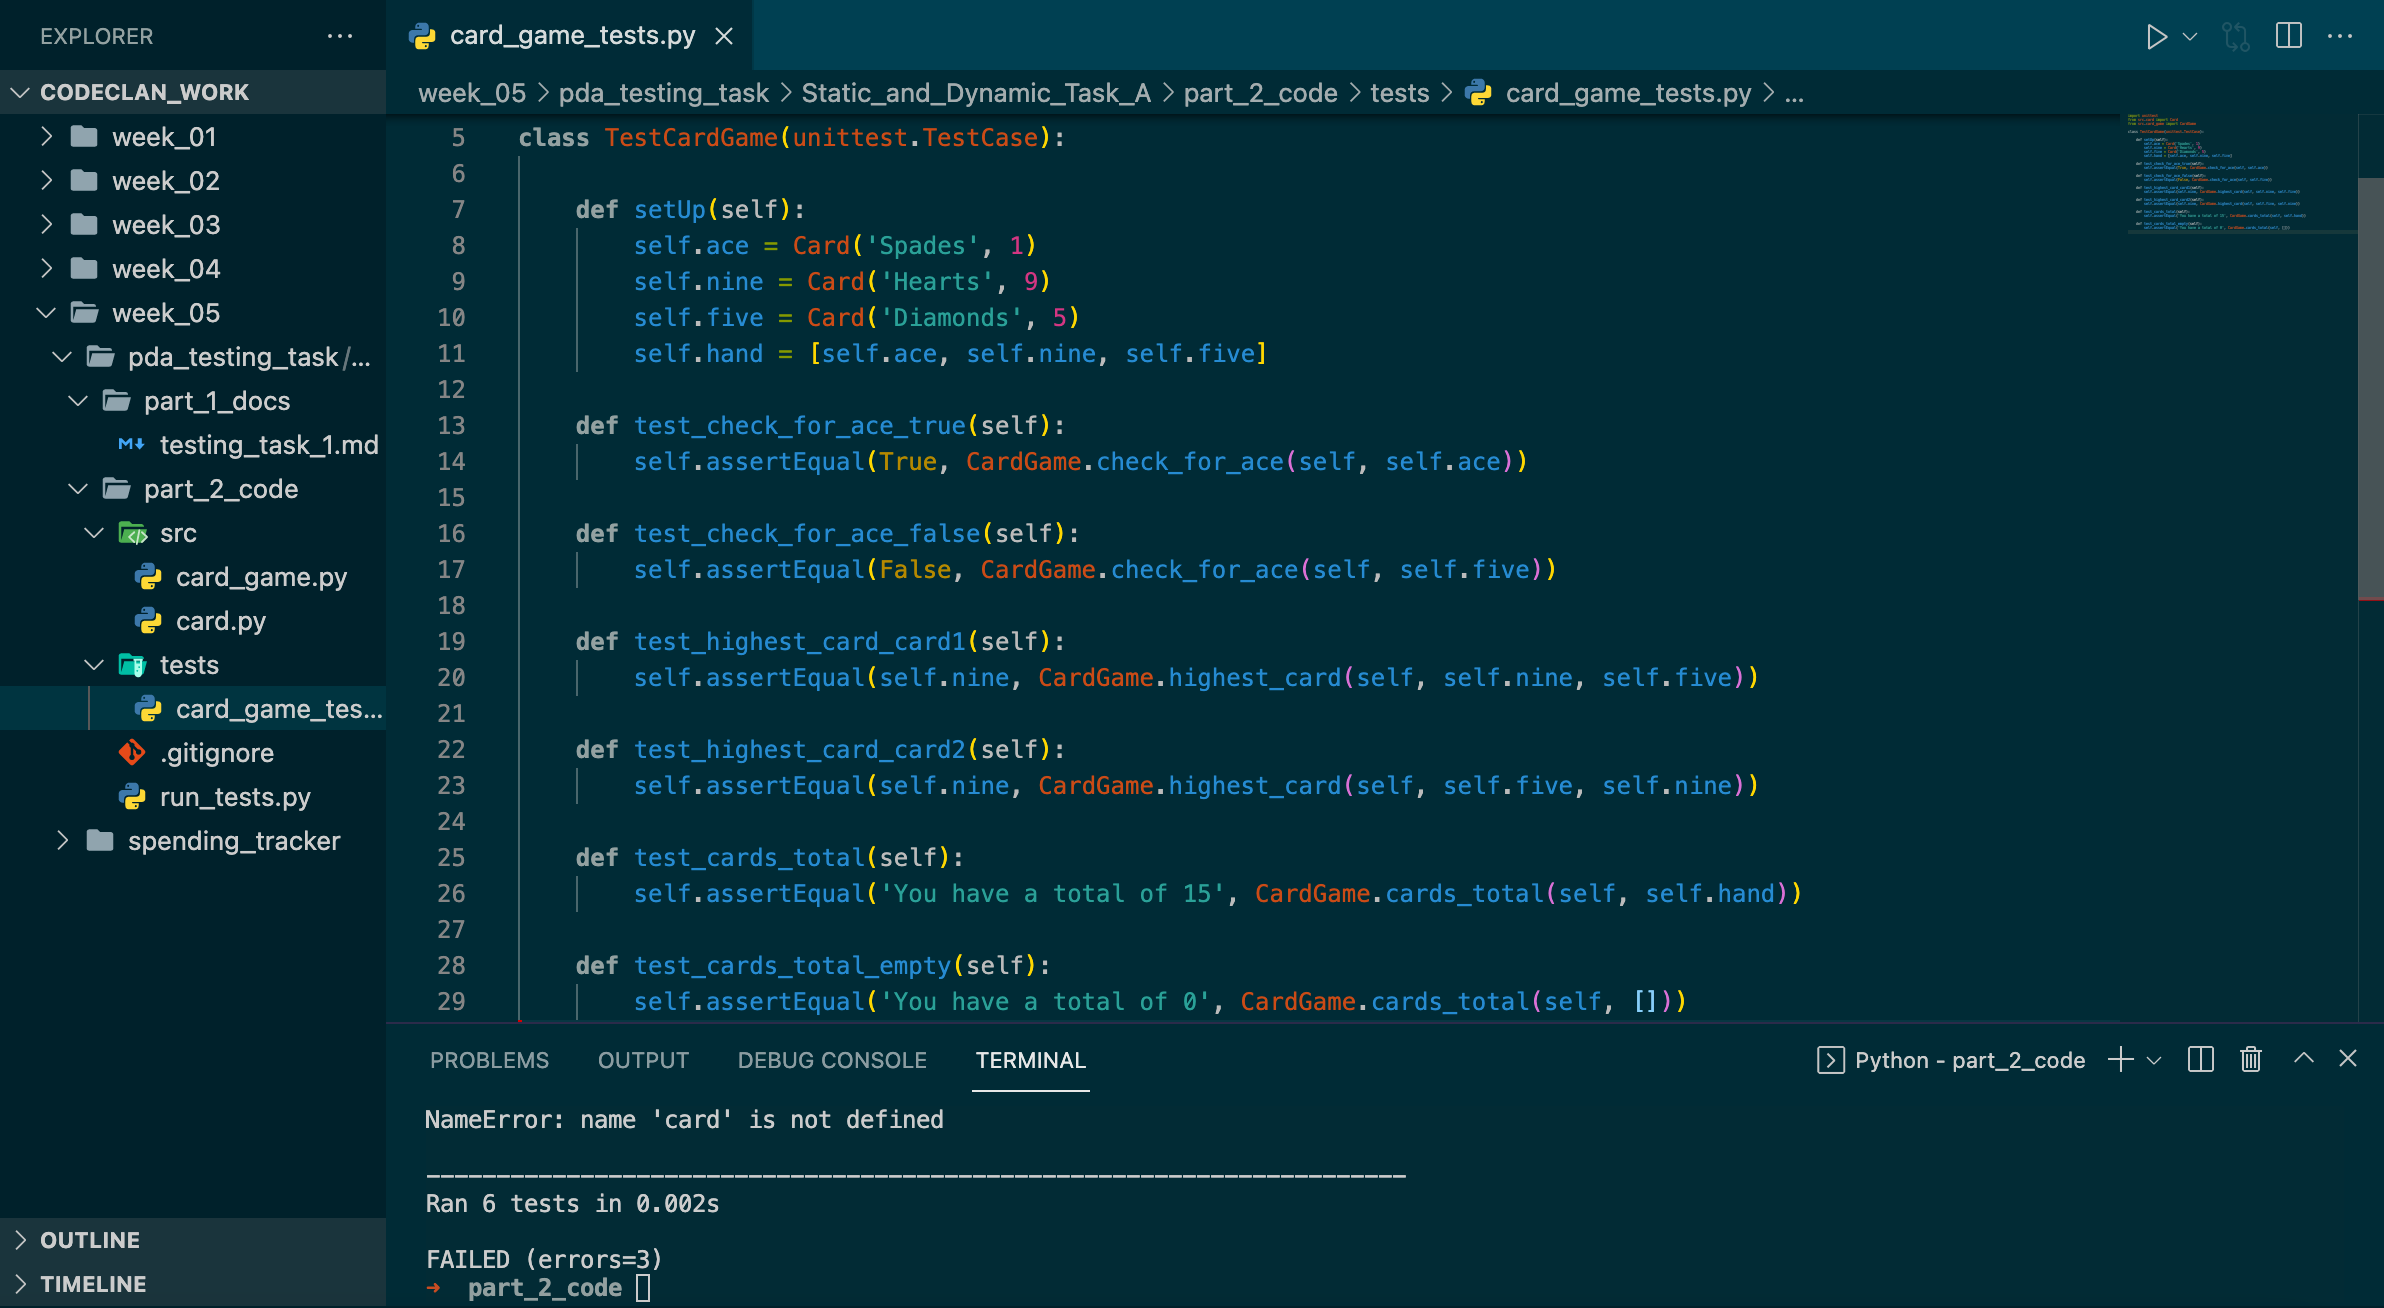 EXPLORER
CODECLAN_WORK
week_01
week_02
week_03
week_04
week_05
pda_testing_task/...
part_1_docs
testing_task_1.md
part_2_code
src
card_game.py
card.py
tests
card_game_tes...
.gitignore
run_tests.py
spending_tracker
OUTLINE
TIMELINE
card_game_tests.py
week_05 > pda_testing_task > Static_and_Dynamic_Task_A > part_2_code > tests > card_game_tests.py > ...
5 class TestCardGame(unittest.TestCase):
6
7 def setUp(self):
8 self.ace = Card('Spades', 1)
9 self.nine = Card('Hearts', 9)
10 self.five = Card('Diamonds', 5)
11 self.hand = [self.ace, self.nine, self.five]
12
13 def test_check_for_ace_true(self):
14 self.assertEqual(True, CardGame.check_for_ace(self, self.ace))
15
16 def test_check_for_ace_false(self):
17 self.assertEqual(False, CardGame.check_for_ace(self, self.five))
18
19 def test_highest_card_card1(self):
20 self.assertEqual(self.nine, CardGame.highest_card(self, self.nine, self.five))
21
22 def test_highest_card_card2(self):
23 self.assertEqual(self.nine, CardGame.highest_card(self, self.five, self.nine))
24
25 def test_cards_total(self):
26 self.assertEqual('You have a total of 15', CardGame.cards_total(self, self.hand))
27
28 def test_cards_total_empty(self):
29 self.assertEqual('You have a total of 0', CardGame.cards_total(self, []))
PROBLEMS OUTPUT DEBUG CONSOLE TERMINAL Python - part_2_code
NameError: name 'card' is not defined
----------------------------------------------------------------------
Ran 6 tests in 0.002s
FAILED (errors=3)
➜ part_2_code